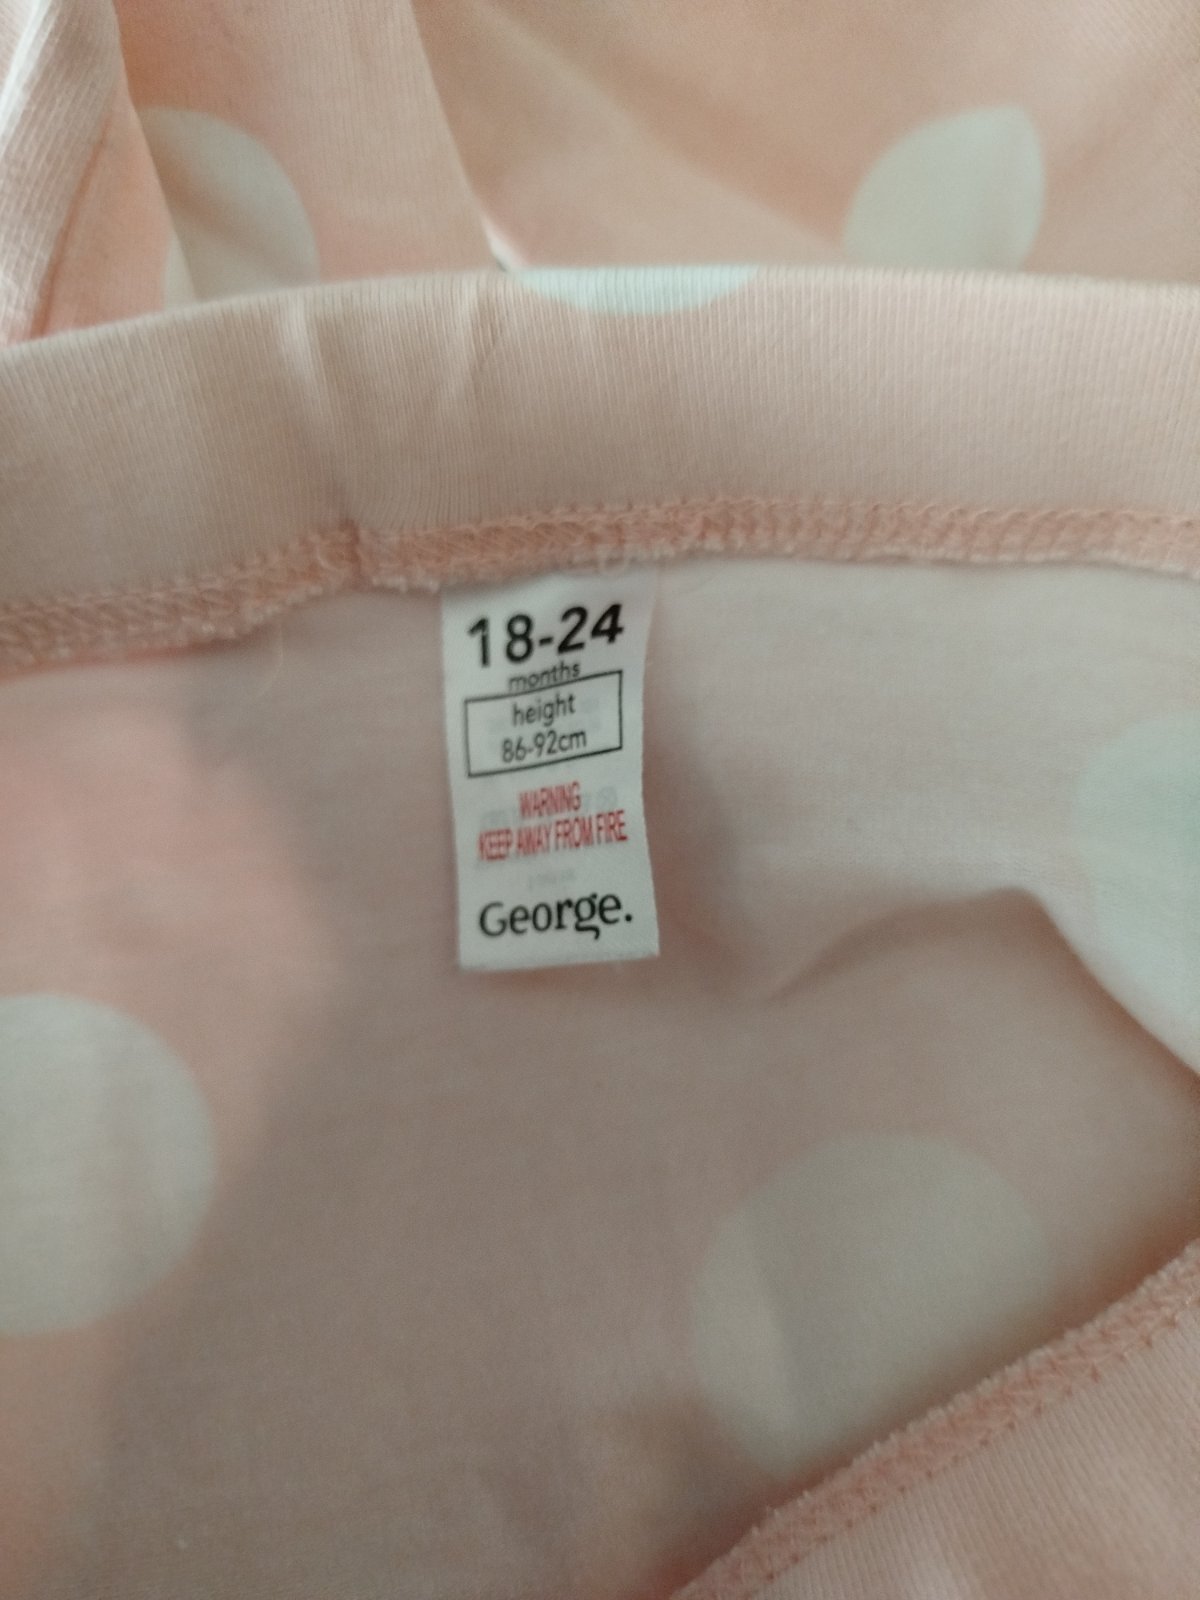 18-24
months
height
86-92cm
WARNING
KEEP AWAY FROM FIRE
George.